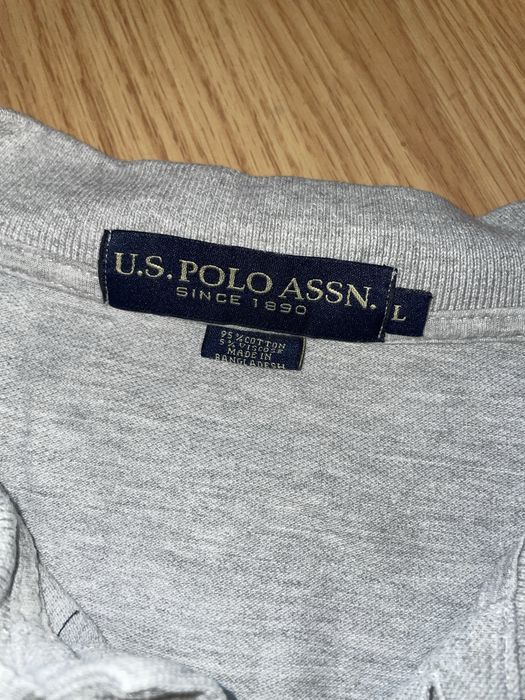 U.S. POLO ASSN.
SINCE 1890
L
95% COTTON
5% VISCOSE
MADE IN
BANGLADESH